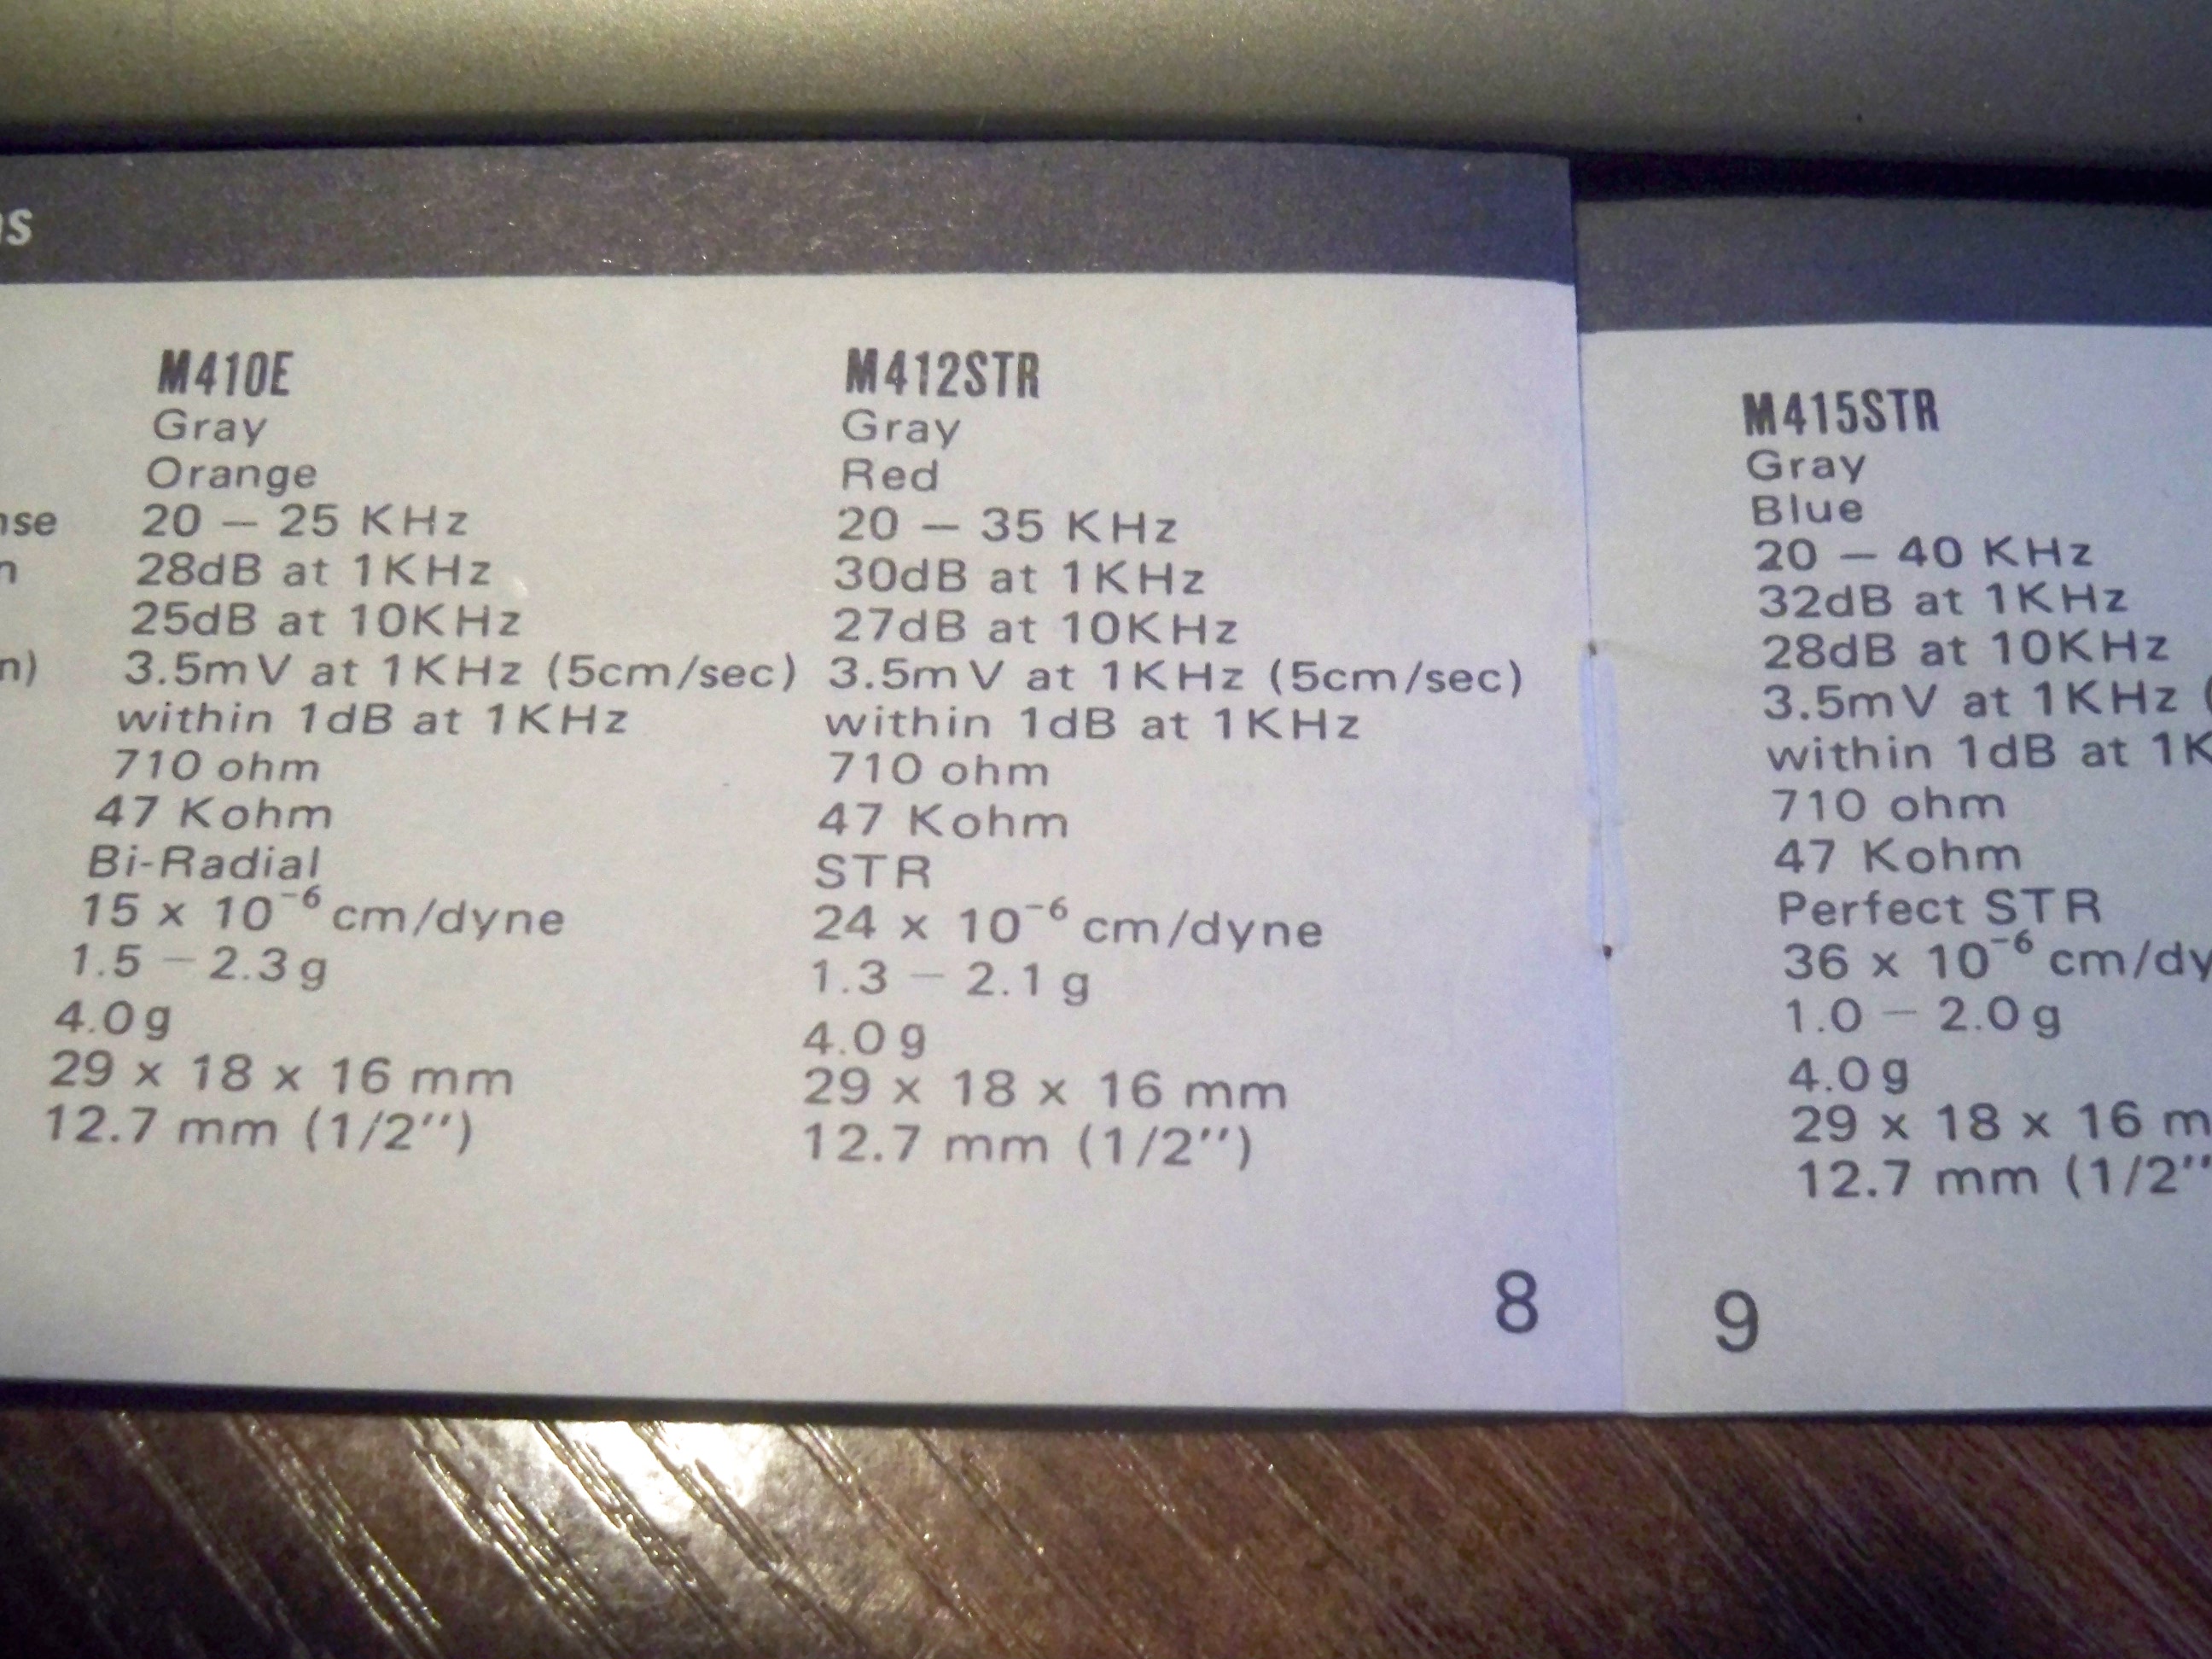 M410E
Gray
Orange
20 – 25 KHz
28dB at 1KHz
25dB at 10KHz
3.5mV at 1KHz (5cm/sec)
within 1dB at 1KHz
710 ohm
47 Kohm
Bi-Radial
15 x 10⁻⁶ cm/dyne
1.5 – 2.3 g
4.0 g
29 x 18 x 16 mm
12.7 mm (1/2’’)
M412STR
Gray
Red
20 – 35 KHz
30dB at 1KHz
27dB at 10KHz
3.5mV at 1KHz (5cm/sec)
within 1dB at 1KHz
710 ohm
47 Kohm
STR
24 x 10⁻⁶ cm/dyne
1.3 – 2.1 g
4.0 g
29 x 18 x 16 mm
12.7 mm (1/2’’)
8
M415STR
Gray
Blue
20 – 40 KHz
32dB at 1KHz
28dB at 10KHz
3.5mV at 1KHz (
within 1dB at 1K
710 ohm
47 Kohm
Perfect STR
36 x 10⁻⁶ cm/dy
1.0 – 2.0 g
4.0 g
29 x 18 x 16 m
12.7 mm (1/2’’
9